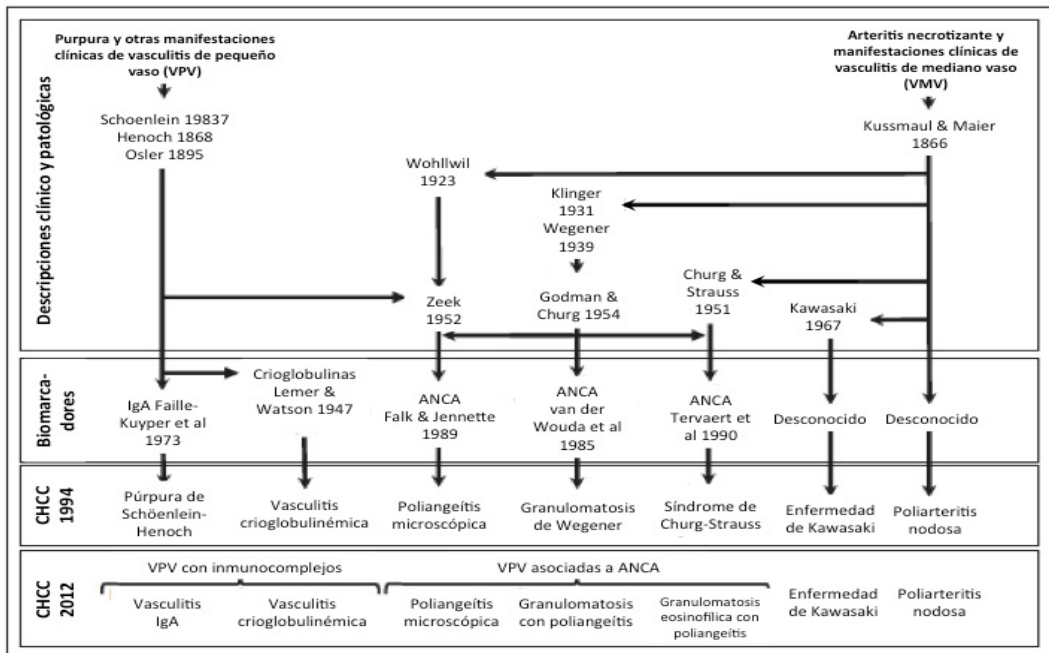 Descripciones clínico y patológicas
Purpura y otras manifestaciones
clínicas de vasculitis de pequeño
vaso (VPV)
Arteritis necrotizante y
manifestaciones clínicas de
vasculitis de mediano vaso
(VMV)
Schoenlein 19837
Henoch 1868
Osler 1895
Kussmaul & Maier
1866
Wohllwil
1923
Klinger
1931
Wegener
1939
Churg &
Strauss
1951
Zeek
1952
Godman &
Churg 1954
Kawasaki
1967
Biomarca-
dores
IgA Faille-
Kuyper et al
1973
Crioglobulinas
Lemer &
Watson 1947
ANCA
Falk & Jennette
1989
ANCA
van der
Wouda et al
1985
ANCA
Tervaert et
al 1990
Desconocido
Desconocido
CHCC
1994
Púrpura de
Schöenlein-
Henoch
Vasculitis
crioglobulinémica
Poliangeítis
microscópica
Granulomatosis
de Wegener
Síndrome de
Churg-Strauss
Enfermedad
de Kawasaki
Poliarteritis
nodosa
CHCC
2012
VPV con inmunocomplejos
VPV asociadas a ANCA
Vasculitis
IgA
Vasculitis
crioglobulinémica
Poliangeítis
microscópica
Granulomatosis
con poliangeítis
Granulomatosis
eosinofílica con
poliangeítis
Enfermedad
de Kawasaki
Poliarteritis
nodosa